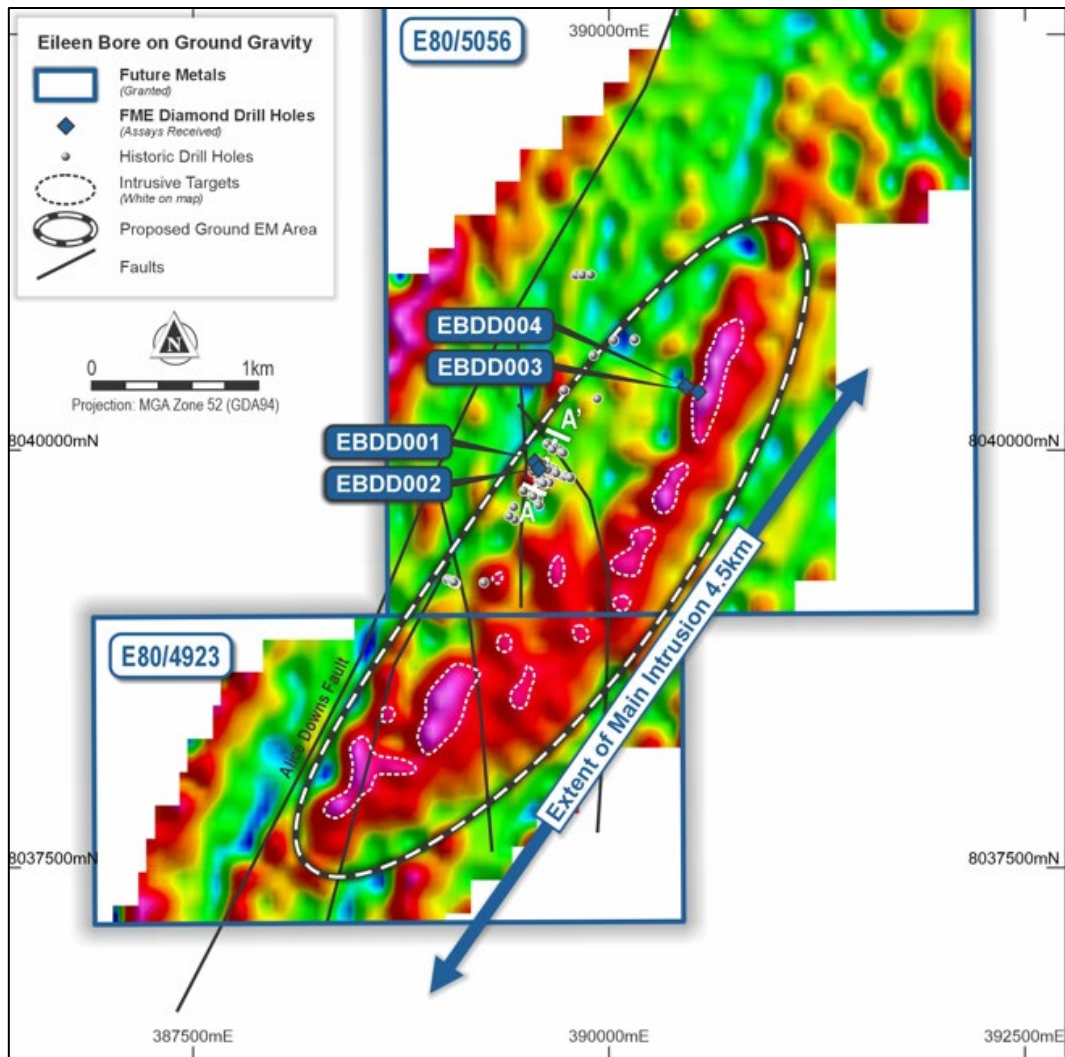 Eileen Bore on Ground Gravity
Future Metals
(Granted)
FME Diamond Drill Holes
(Assays Received)
Historic Drill Holes
Intrusive Targets
(White on map)
Proposed Ground EM Area
Faults
N
0 1km
Projection: MGA Zone 52 (GDA94)
390000mE
E80/5056
EBDD004
EBDD003
A'
EBDD001
EBDD002
A
8040000mN
8040000mN
E80/4923
Alice Downs Fault
Extent of Main Intrusion 4.5km
8037500mN
8037500mN
387500mE
390000mE
392500mE